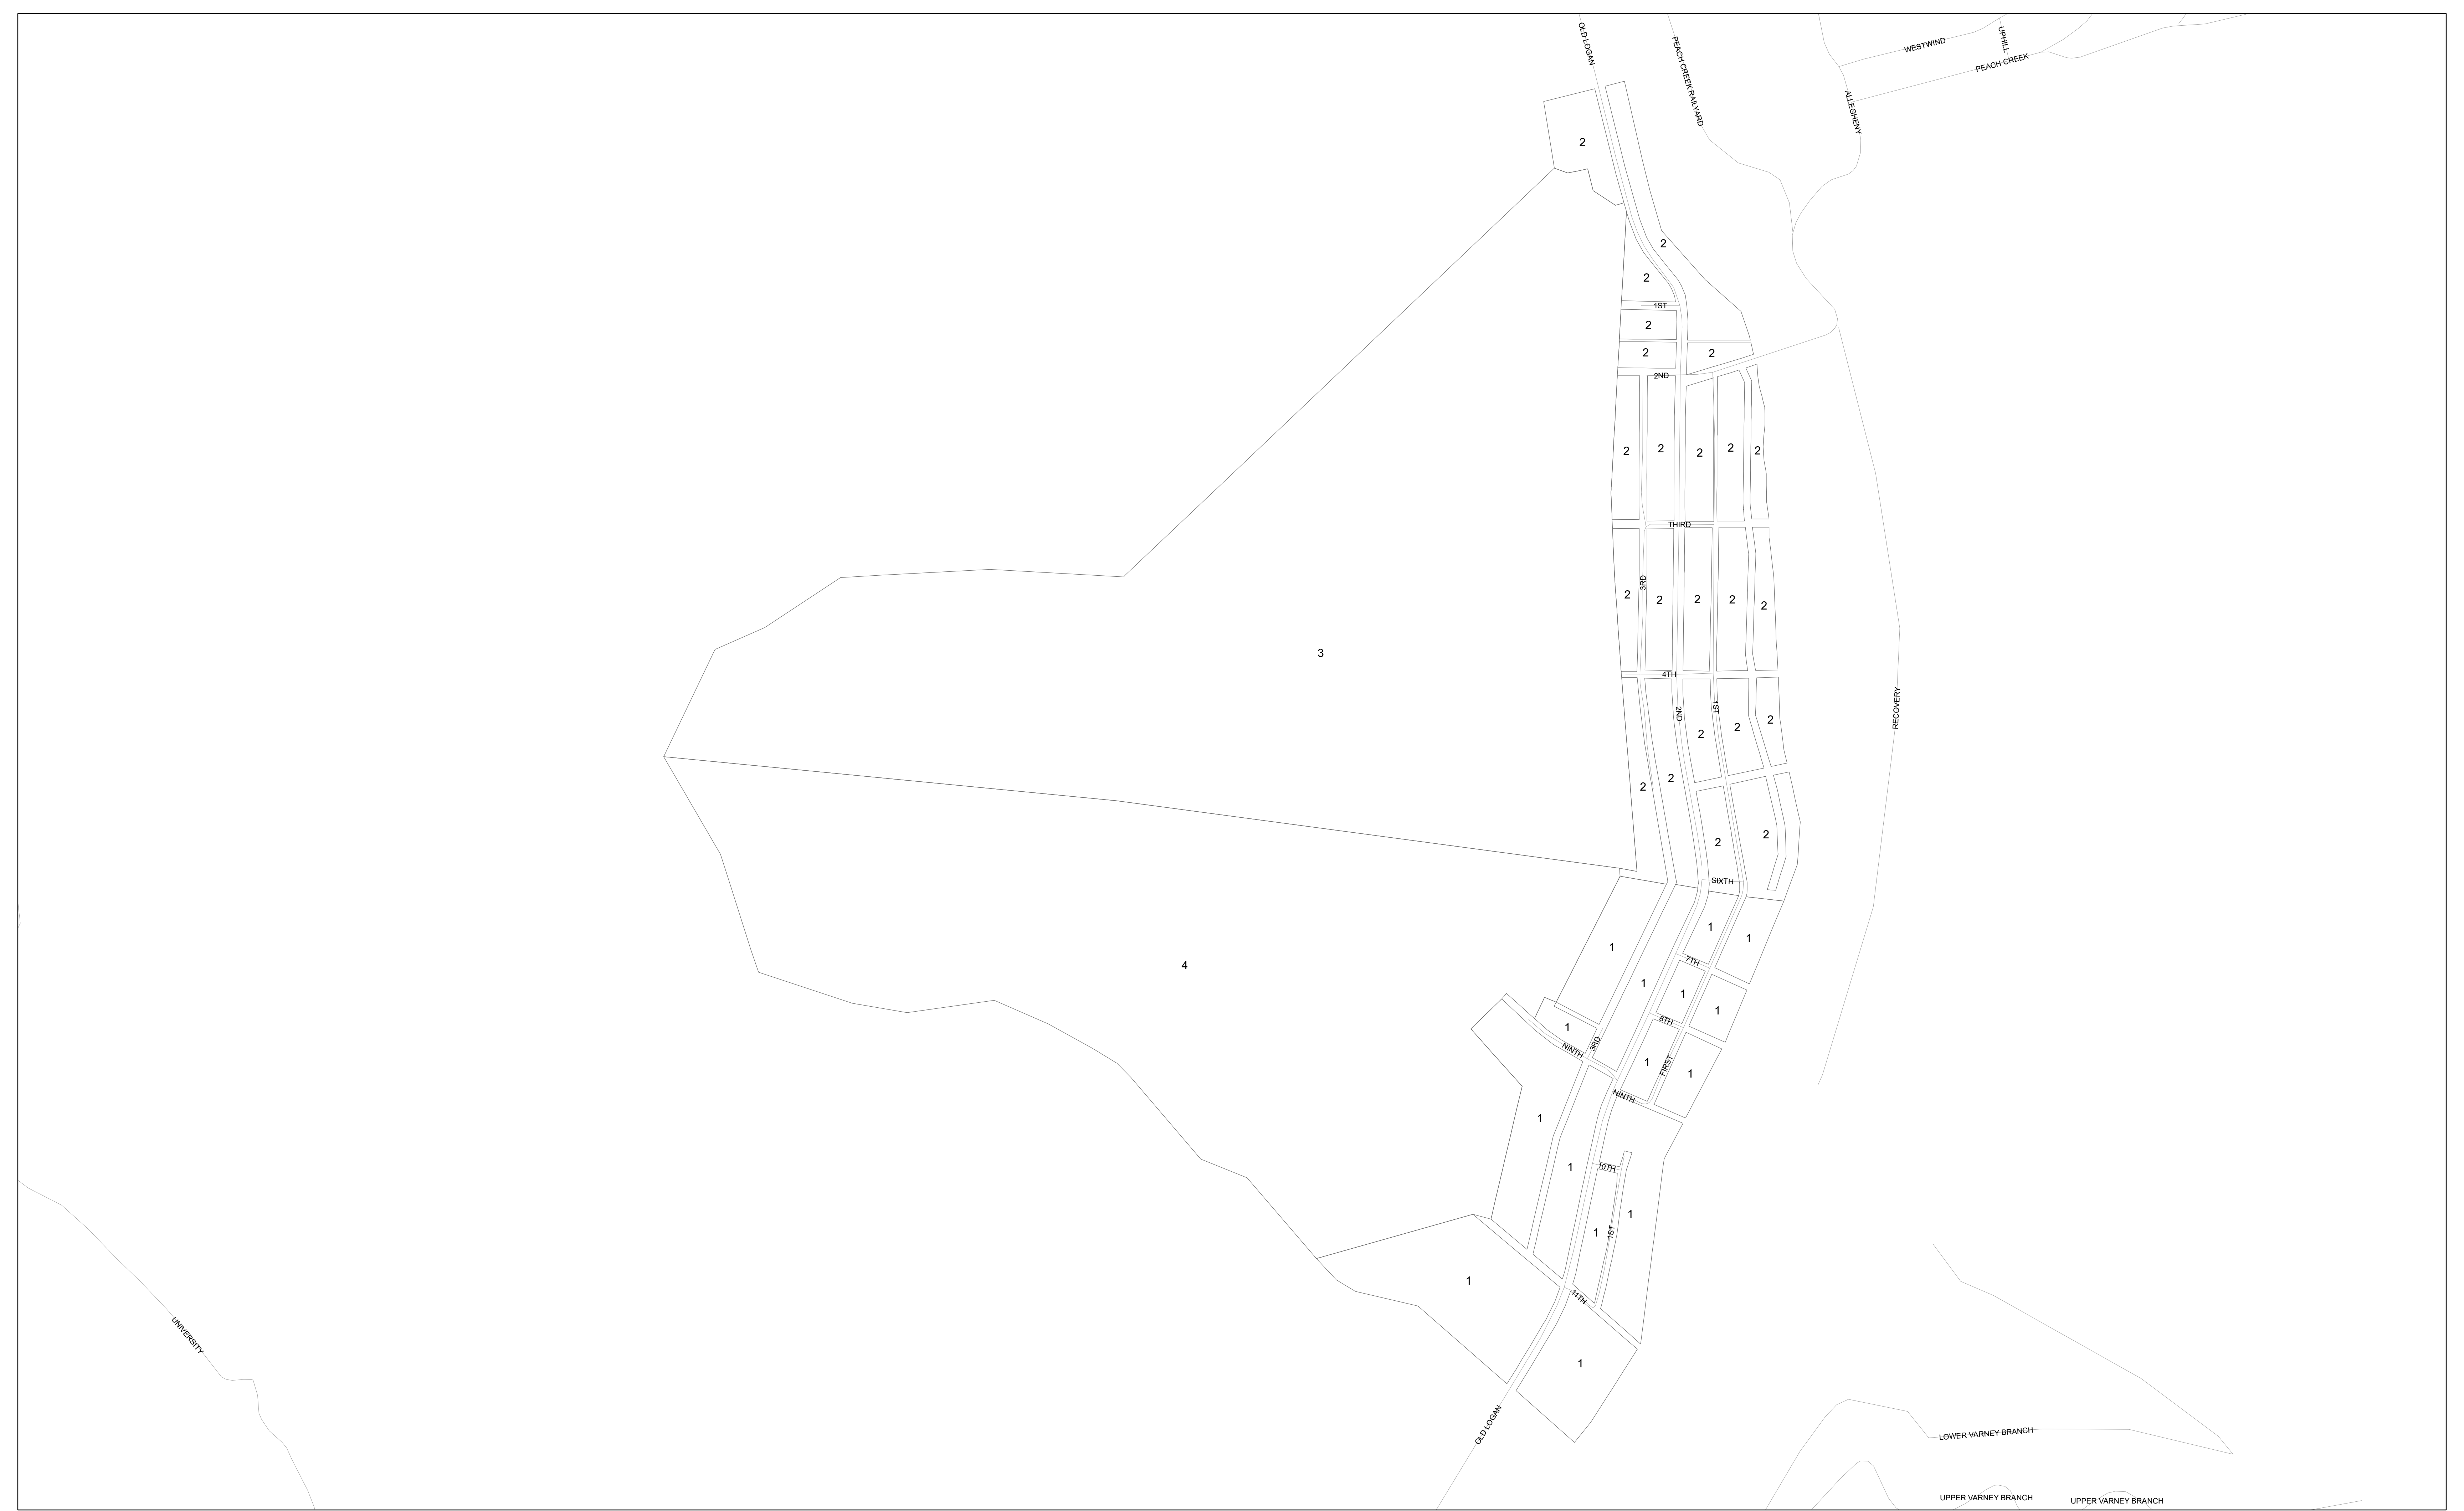 OLD LOGAN
PEACH CREEK RAILYARD
WESTWIND
UPHILL
PEACH CREEK
ALLEGHENY
2
2
2
1ST
2
2
2
2ND
2
2
2
2
2
THIRD
2
3RD
2
2
2
2
3
4TH
2ND
1ST
2
2
2
RECOVERY
2
2
2
2
SIXTH
1
1
1
4
7TH
1
1
1
8TH
1
NINTH
3RD
1
FIRST
1
NINTH
1
10TH
1
1
1ST
1
1
11TH
1
UNIVERSITY
OLD LOGAN
LOWER VARNEY BRANCH
UPPER VARNEY BRANCH
UPPER VARNEY BRANCH